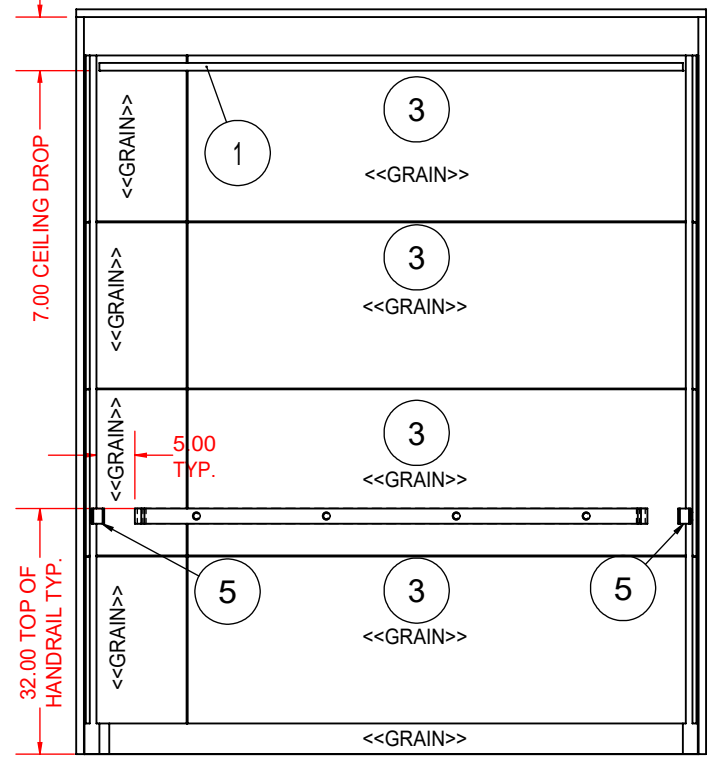 3
1
<<GRAIN>>
<<GRAIN>>
7.00 CEILING DROP
3
<<GRAIN>>
<<GRAIN>>
3
<<GRAIN>>
<<GRAIN>>
5.00
TYP.
32.00 TOP OF
HANDRAIL TYP.
5
3
5
<<GRAIN>>
<<GRAIN>>
<<GRAIN>>